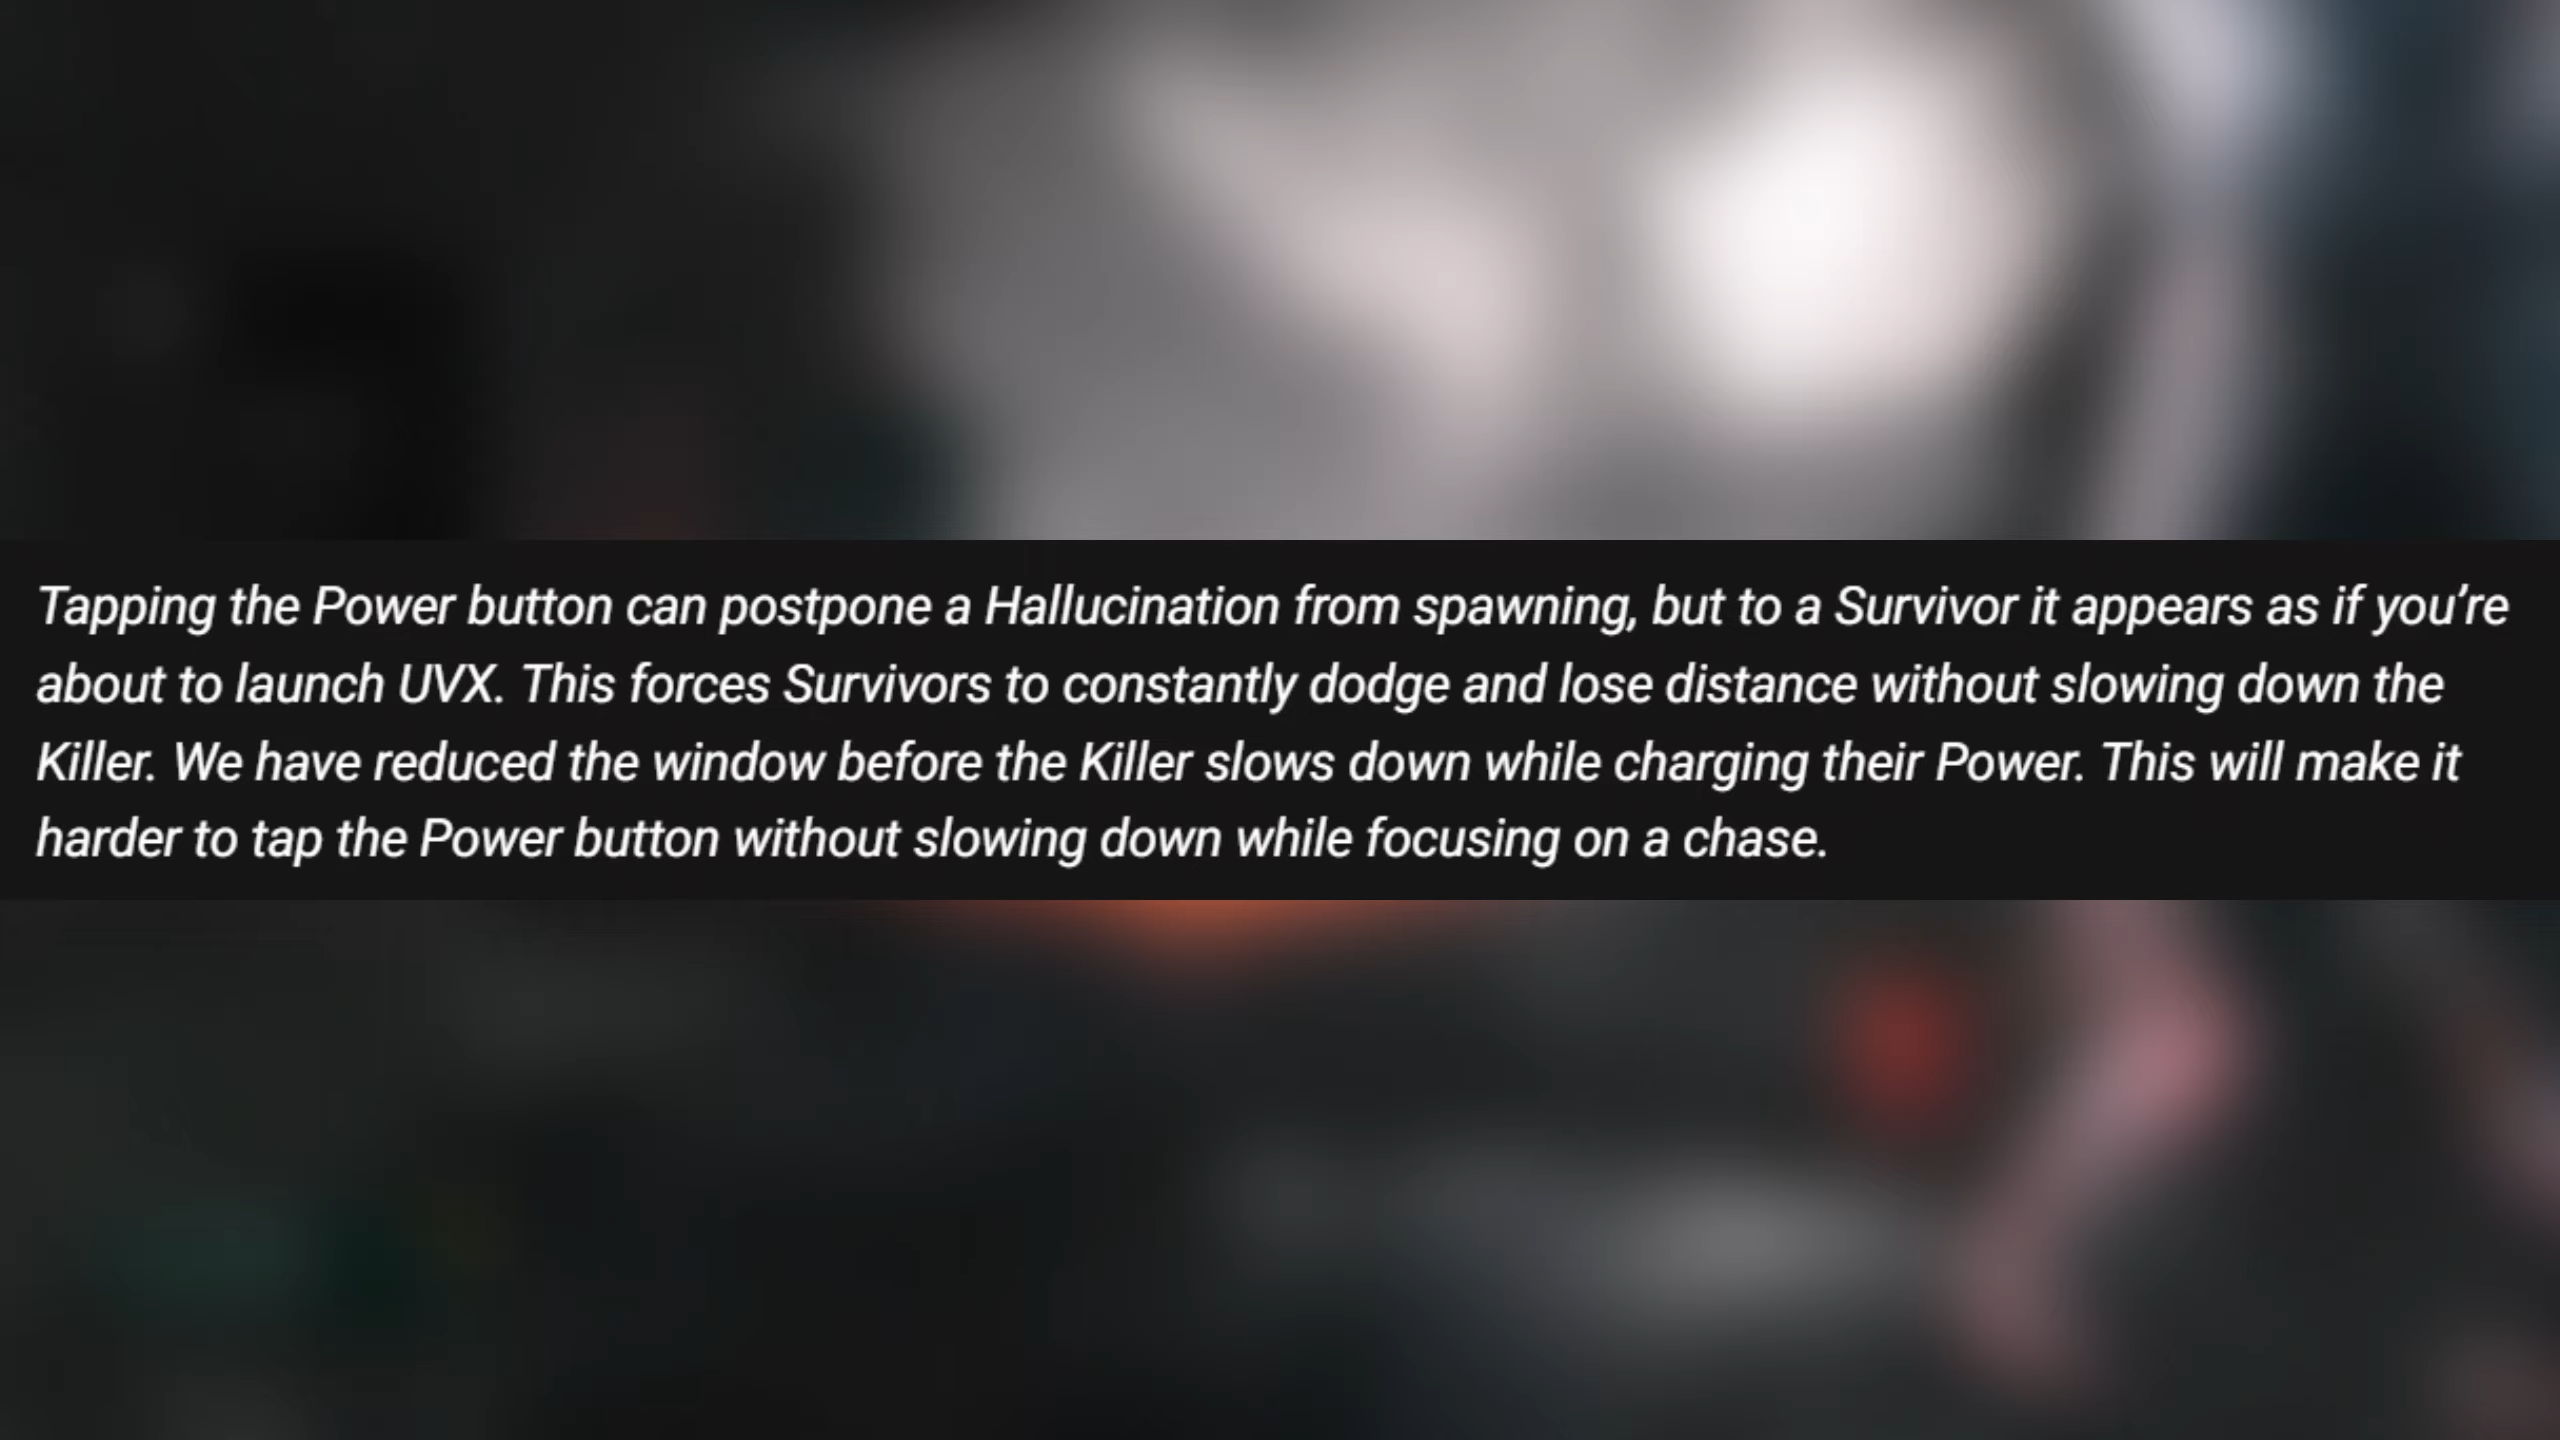 Tapping the Power button can postpone a Hallucination from spawning, but to a Survivor it appears as if you’re
about to launch UVX. This forces Survivors to constantly dodge and lose distance without slowing down the
Killer. We have reduced the window before the Killer slows down while charging their Power. This will make it
harder to tap the Power button without slowing down while focusing on a chase.